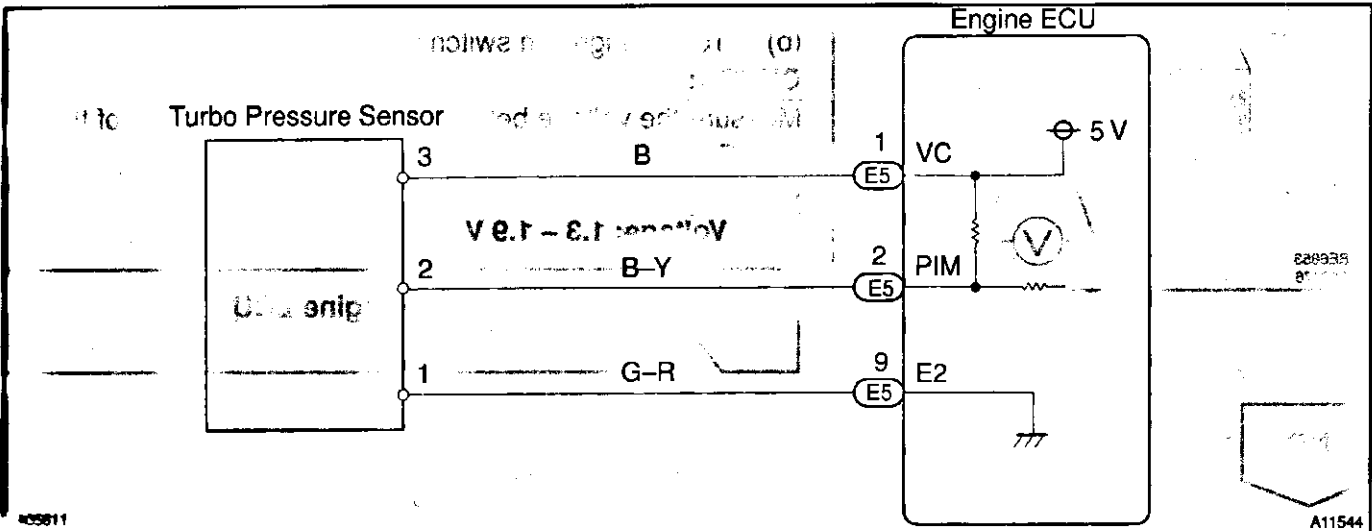 Engine ECU
Turbo Pressure Sensor
5 V
3
B
1
E5
VC
2
B–Y
2
E5
PIM
1
G–R
9
E5
E2
A11544